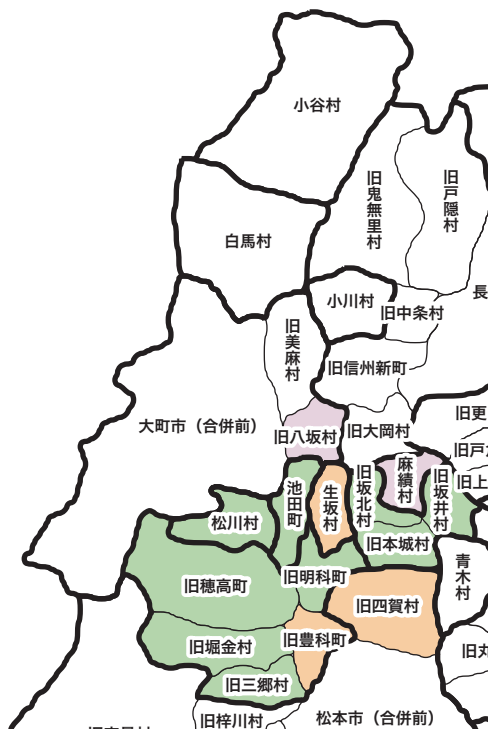 小谷村
旧鬼無里村
旧戸隠村
白馬村
長
小川村
旧中条村
旧美麻村
旧信州新町
大町市（合併前）
旧八坂村
旧大岡村
旧更
旧戸
旧上
麻績村
旧坂北村
旧坂井村
池田町
生坂村
松川村
旧本城村
青木村
旧明科町
旧穂高町
旧四賀村
旧豊科町
旧堀金村
旧丸
旧三郷村
旧梓川村
松本市（合併前）